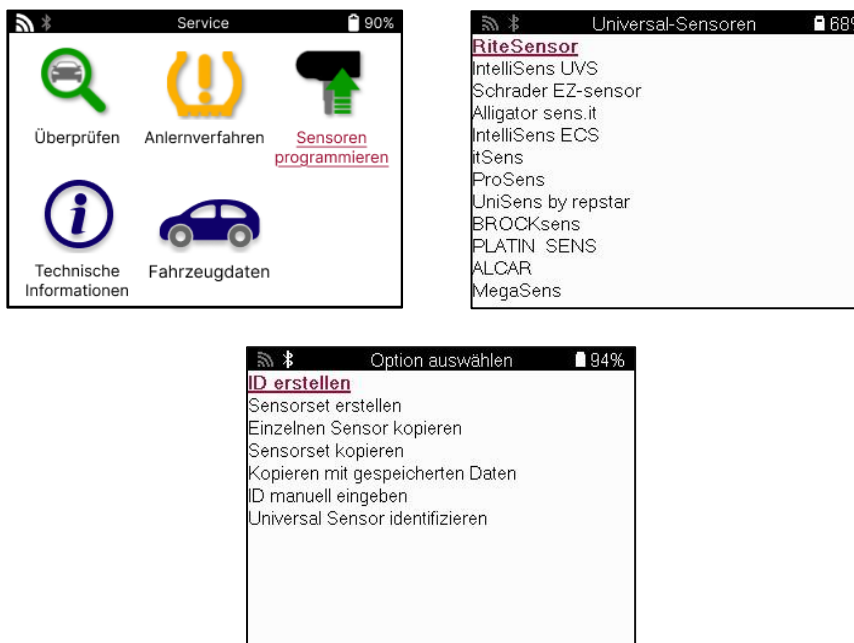 Service 90%
Überprüfen Anlernverfahren Sensoren
programmieren
Technische
Informationen Fahrzeugdaten
Universal-Sensoren 68%
RiteSensor
IntelliSens UVS
Schrader EZ-sensor
Alligator sens.it
IntelliSens ECS
itSens
ProSens
UniSens by repstar
BROCKsens
PLATIN SENS
ALCAR
MegaSens
Option auswählen 94%
ID erstellen
Sensorset erstellen
Einzelnen Sensor kopieren
Sensorset kopieren
Kopieren mit gespeicherten Daten
ID manuell eingeben
Universal Sensor identifizieren